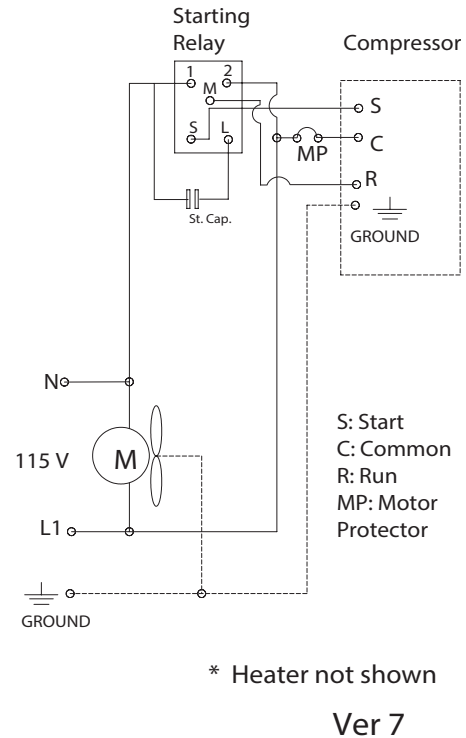 Starting
Relay
Compressor
1
2
M
S
L
S
C
MP
R
St. Cap.
GROUND
N
115 V
M
S: Start
C: Common
R: Run
MP: Motor
Protector
L1
GROUND
* Heater not shown
Ver 7